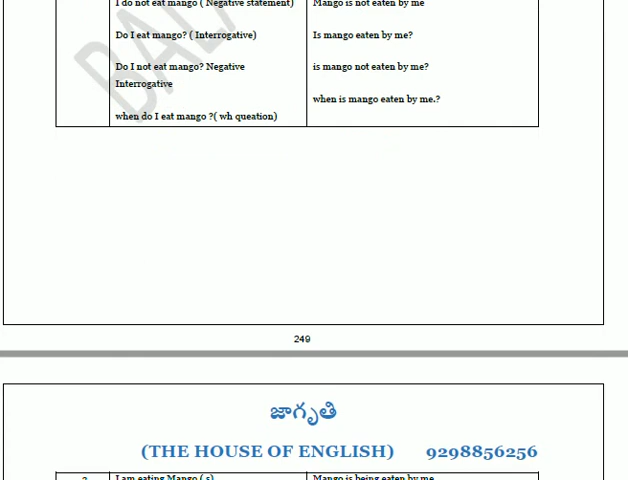 I do not eat mango ( Negative statement)
Mango is not eaten by me
Do I eat mango? ( Interrogative)
Is mango eaten by me?
Do I not eat mango? Negative
Interrogative
is mango not eaten by me?
when is mango eaten by me.?
when do I eat mango ?( wh queation)
BAL
249
జాగృతి
(THE HOUSE OF ENGLISH) 9298856256
I am eating Mango ( s)
Mango is being eaten by me